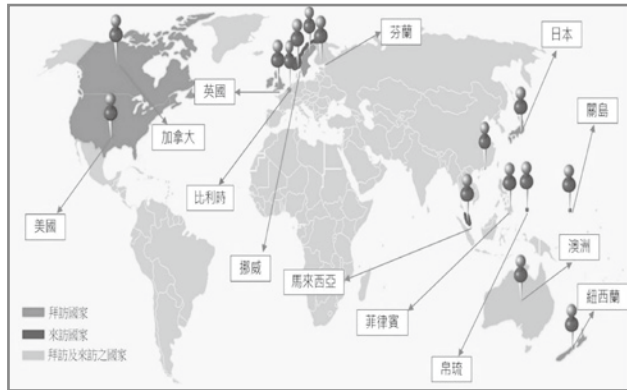 芬蘭
日本
英國
關島
加拿大
比利時
美國
挪威
馬來西亞
澳洲
菲律賓
紐西蘭
帛琉
拜訪國家
來訪國家
拜訪及來訪之國家